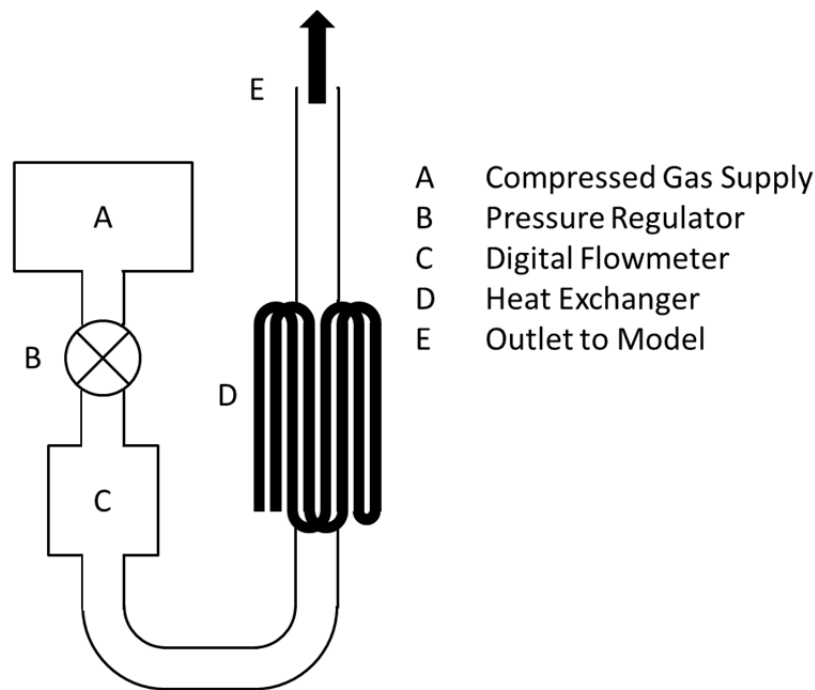 E
A
B
D
C
A Compressed Gas Supply
B Pressure Regulator
C Digital Flowmeter
D Heat Exchanger
E Outlet to Model